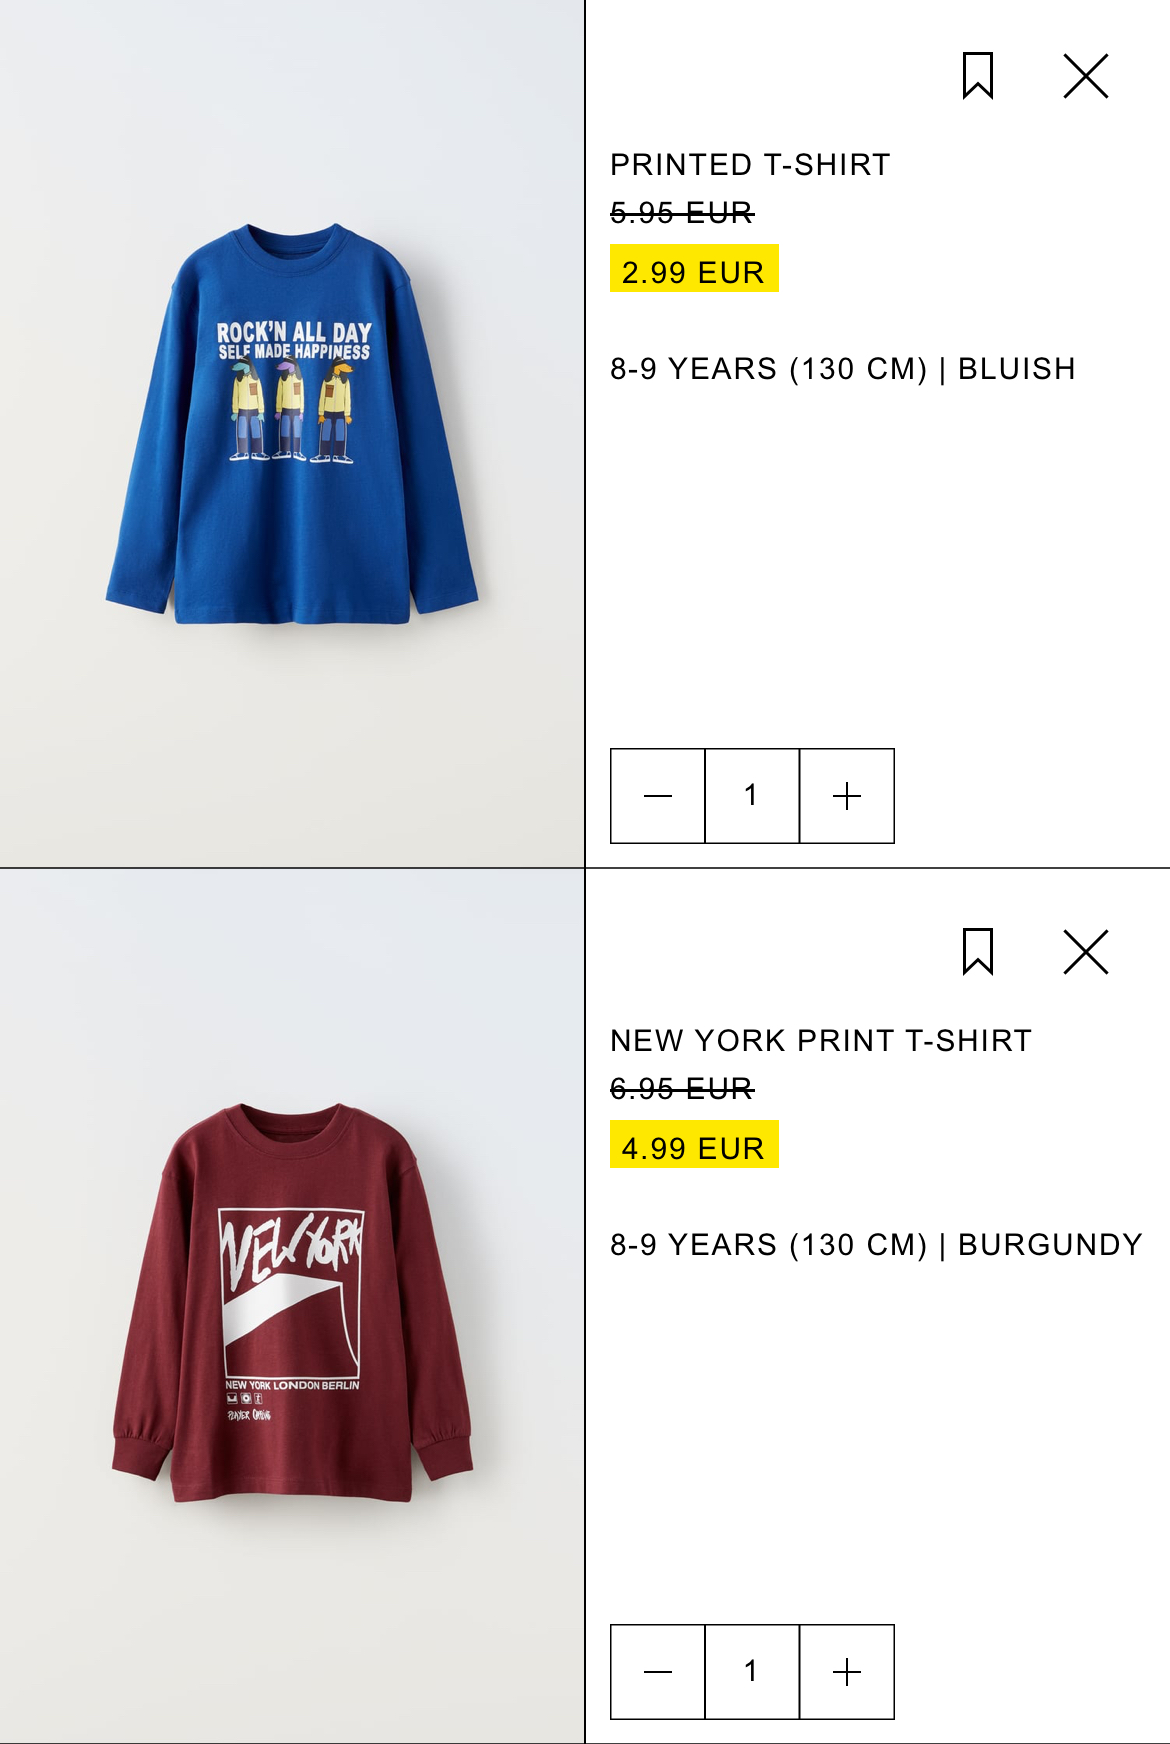 PRINTED T-SHIRT
5.95 EUR
2.99 EUR
8-9 YEARS (130 CM) | BLUISH
1
ROCK'N ALL DAY
SELF MADE HAPPINESS
NEW YORK PRINT T-SHIRT
6.95 EUR
4.99 EUR
8-9 YEARS (130 CM) | BURGUNDY
1
NEW YORK
NEW YORK LONDON BERLIN
PLAYER